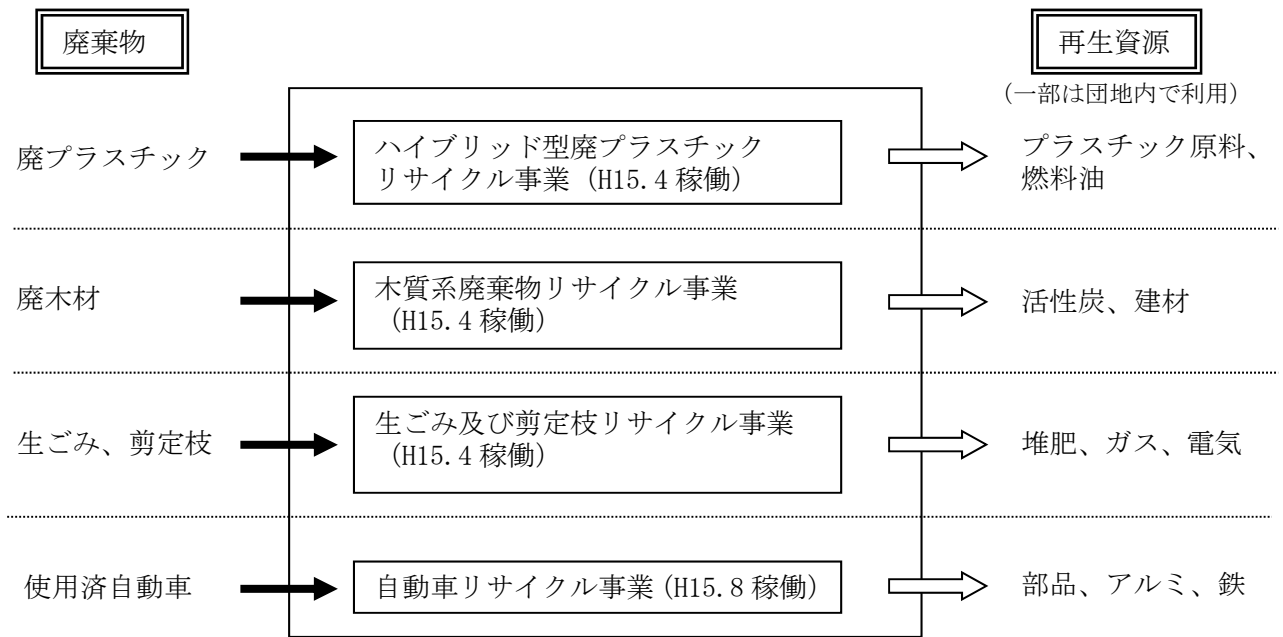 廃棄物
再生資源
(一部は団地内で利用)
廃プラスチック
ハイブリッド型廃プラスチック
リサイクル事業 (H15.4 稼働)
プラスチック原料、
燃料油
廃木材
木質系廃棄物リサイクル事業
(H15.4 稼働)
活性炭、建材
生ごみ、剪定枝
生ごみ及び剪定枝リサイクル事業
(H15.4 稼働)
堆肥、ガス、電気
使用済自動車
自動車リサイクル事業 (H15.8 稼働)
部品、アルミ、鉄